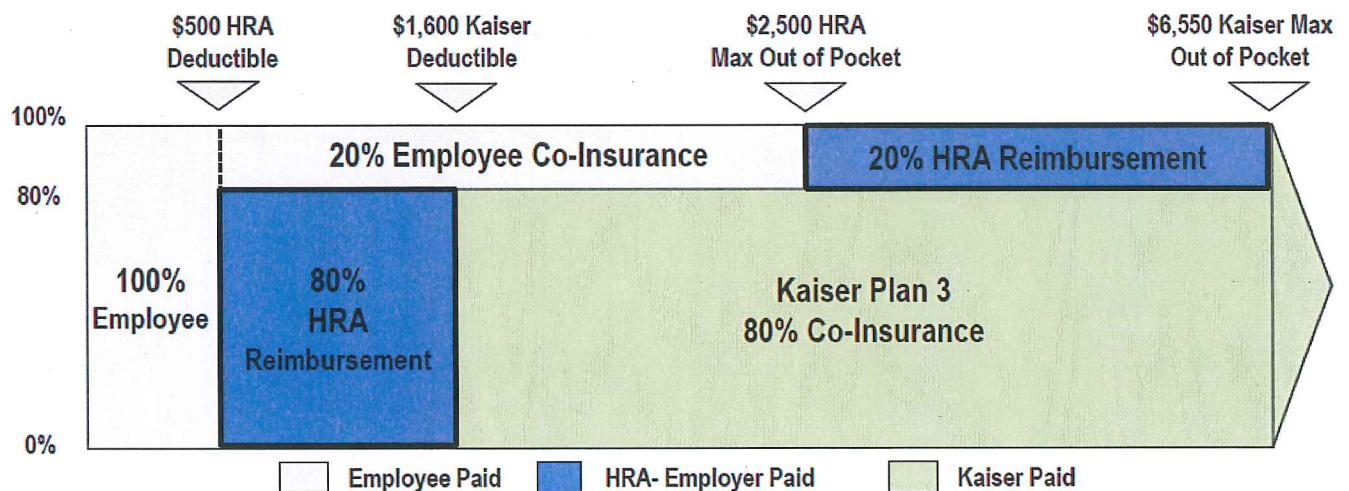 $500 HRA
Deductible
$1,600 Kaiser
Deductible
$2,500 HRA
Max Out of Pocket
$6,550 Kaiser Max
Out of Pocket
100%
20% Employee Co-Insurance
20% HRA Reimbursement
80%
100%
Employee
80%
HRA
Reimbursement
Kaiser Plan 3
80% Co-Insurance
0%
Employee Paid
HRA- Employer Paid
Kaiser Paid